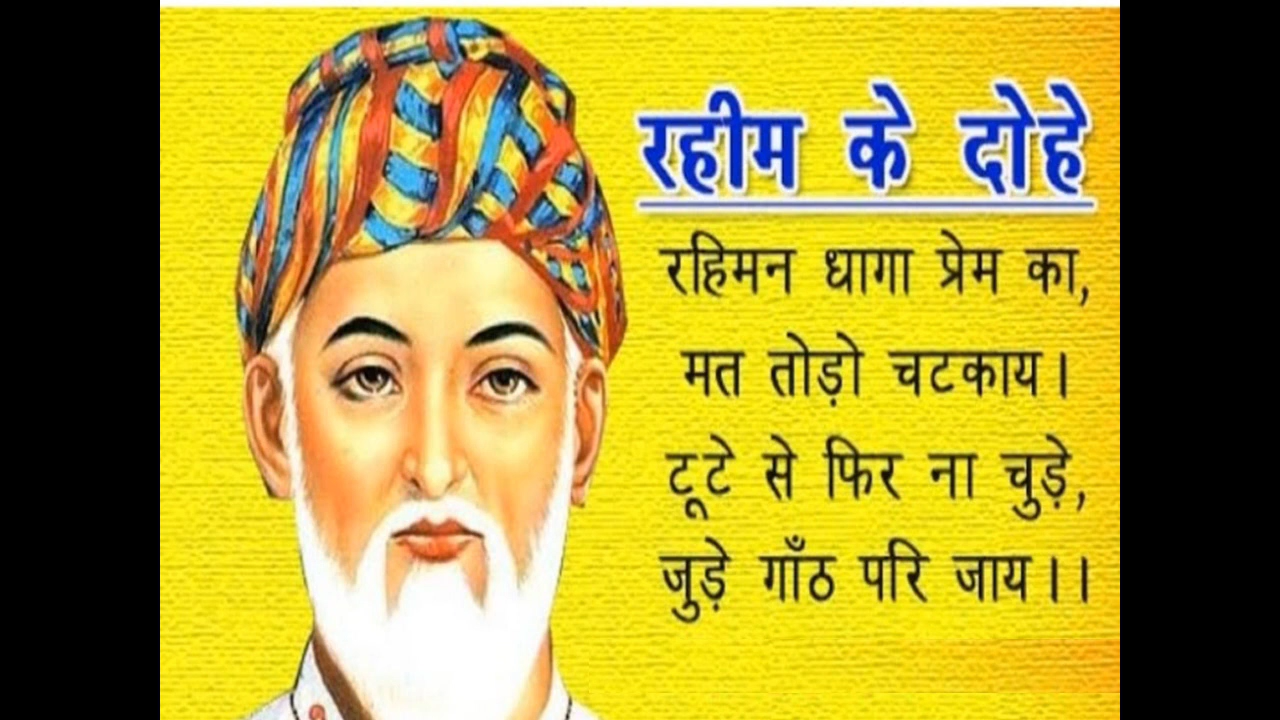 रहीम के दोहे
रहिमन धागा प्रेम का,
मत तोड़ो चटकाय।
टूटे से फिर ना चुड़े,
जुड़े गाँठ परि जाय।।